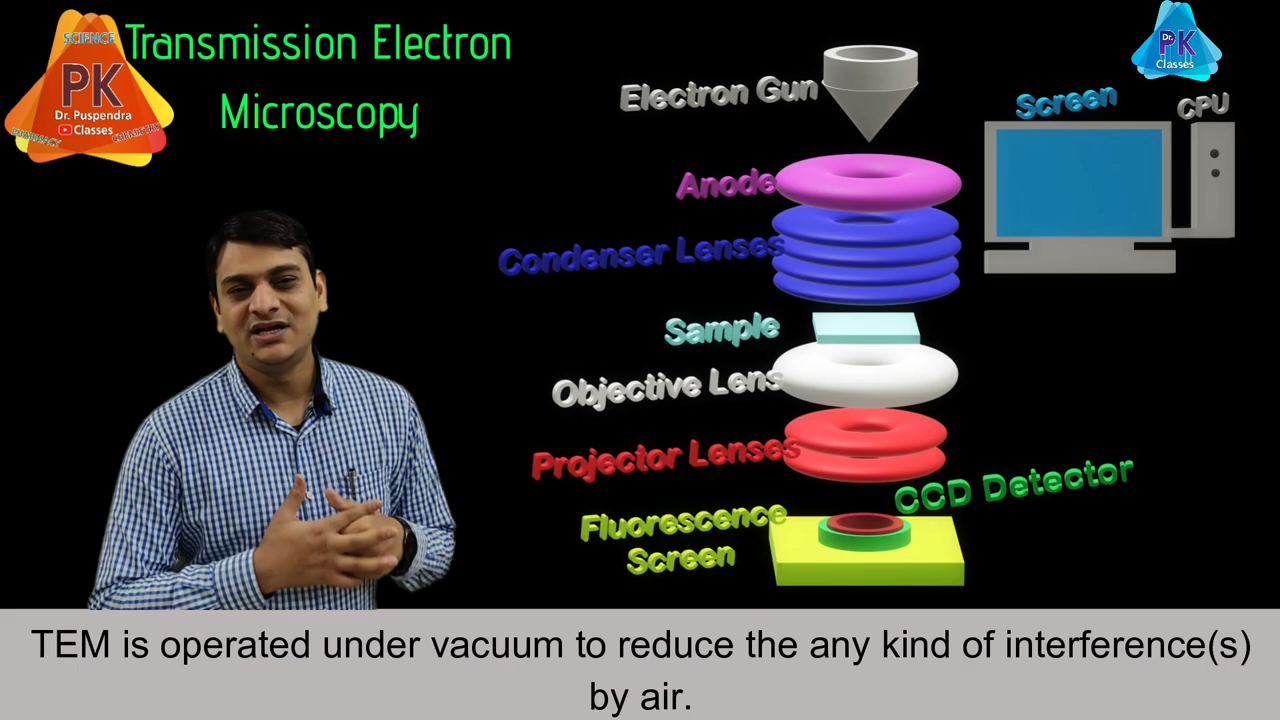 SCIENCE
PK
Dr. Puspendra
Classes
PHARMACY
CHEMISTRY
Transmission Electron
Microscopy
Electron Gun
Anode
Condenser Lenses
Sample
Objective Lens
Projector Lenses
Fluorescence
Screen
CCD Detector
Screen
CPU
Dr.
PK
Classes
TEM is operated under vacuum to reduce the any kind of interference(s)
by air.